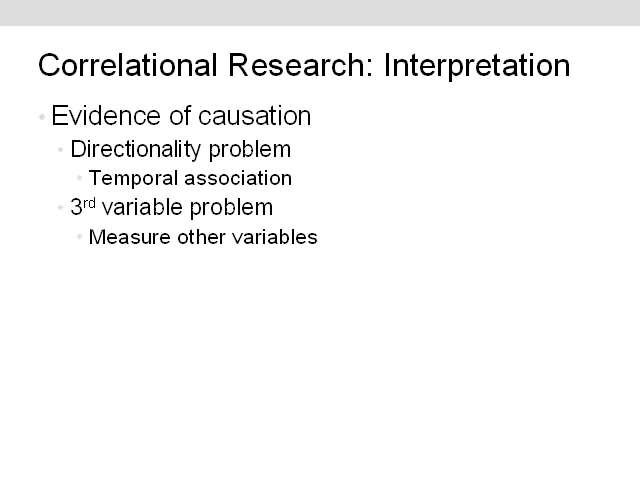 Correlational Research: Interpretation
• Evidence of causation
• Directionality problem
• Temporal association
• 3rd variable problem
• Measure other variables